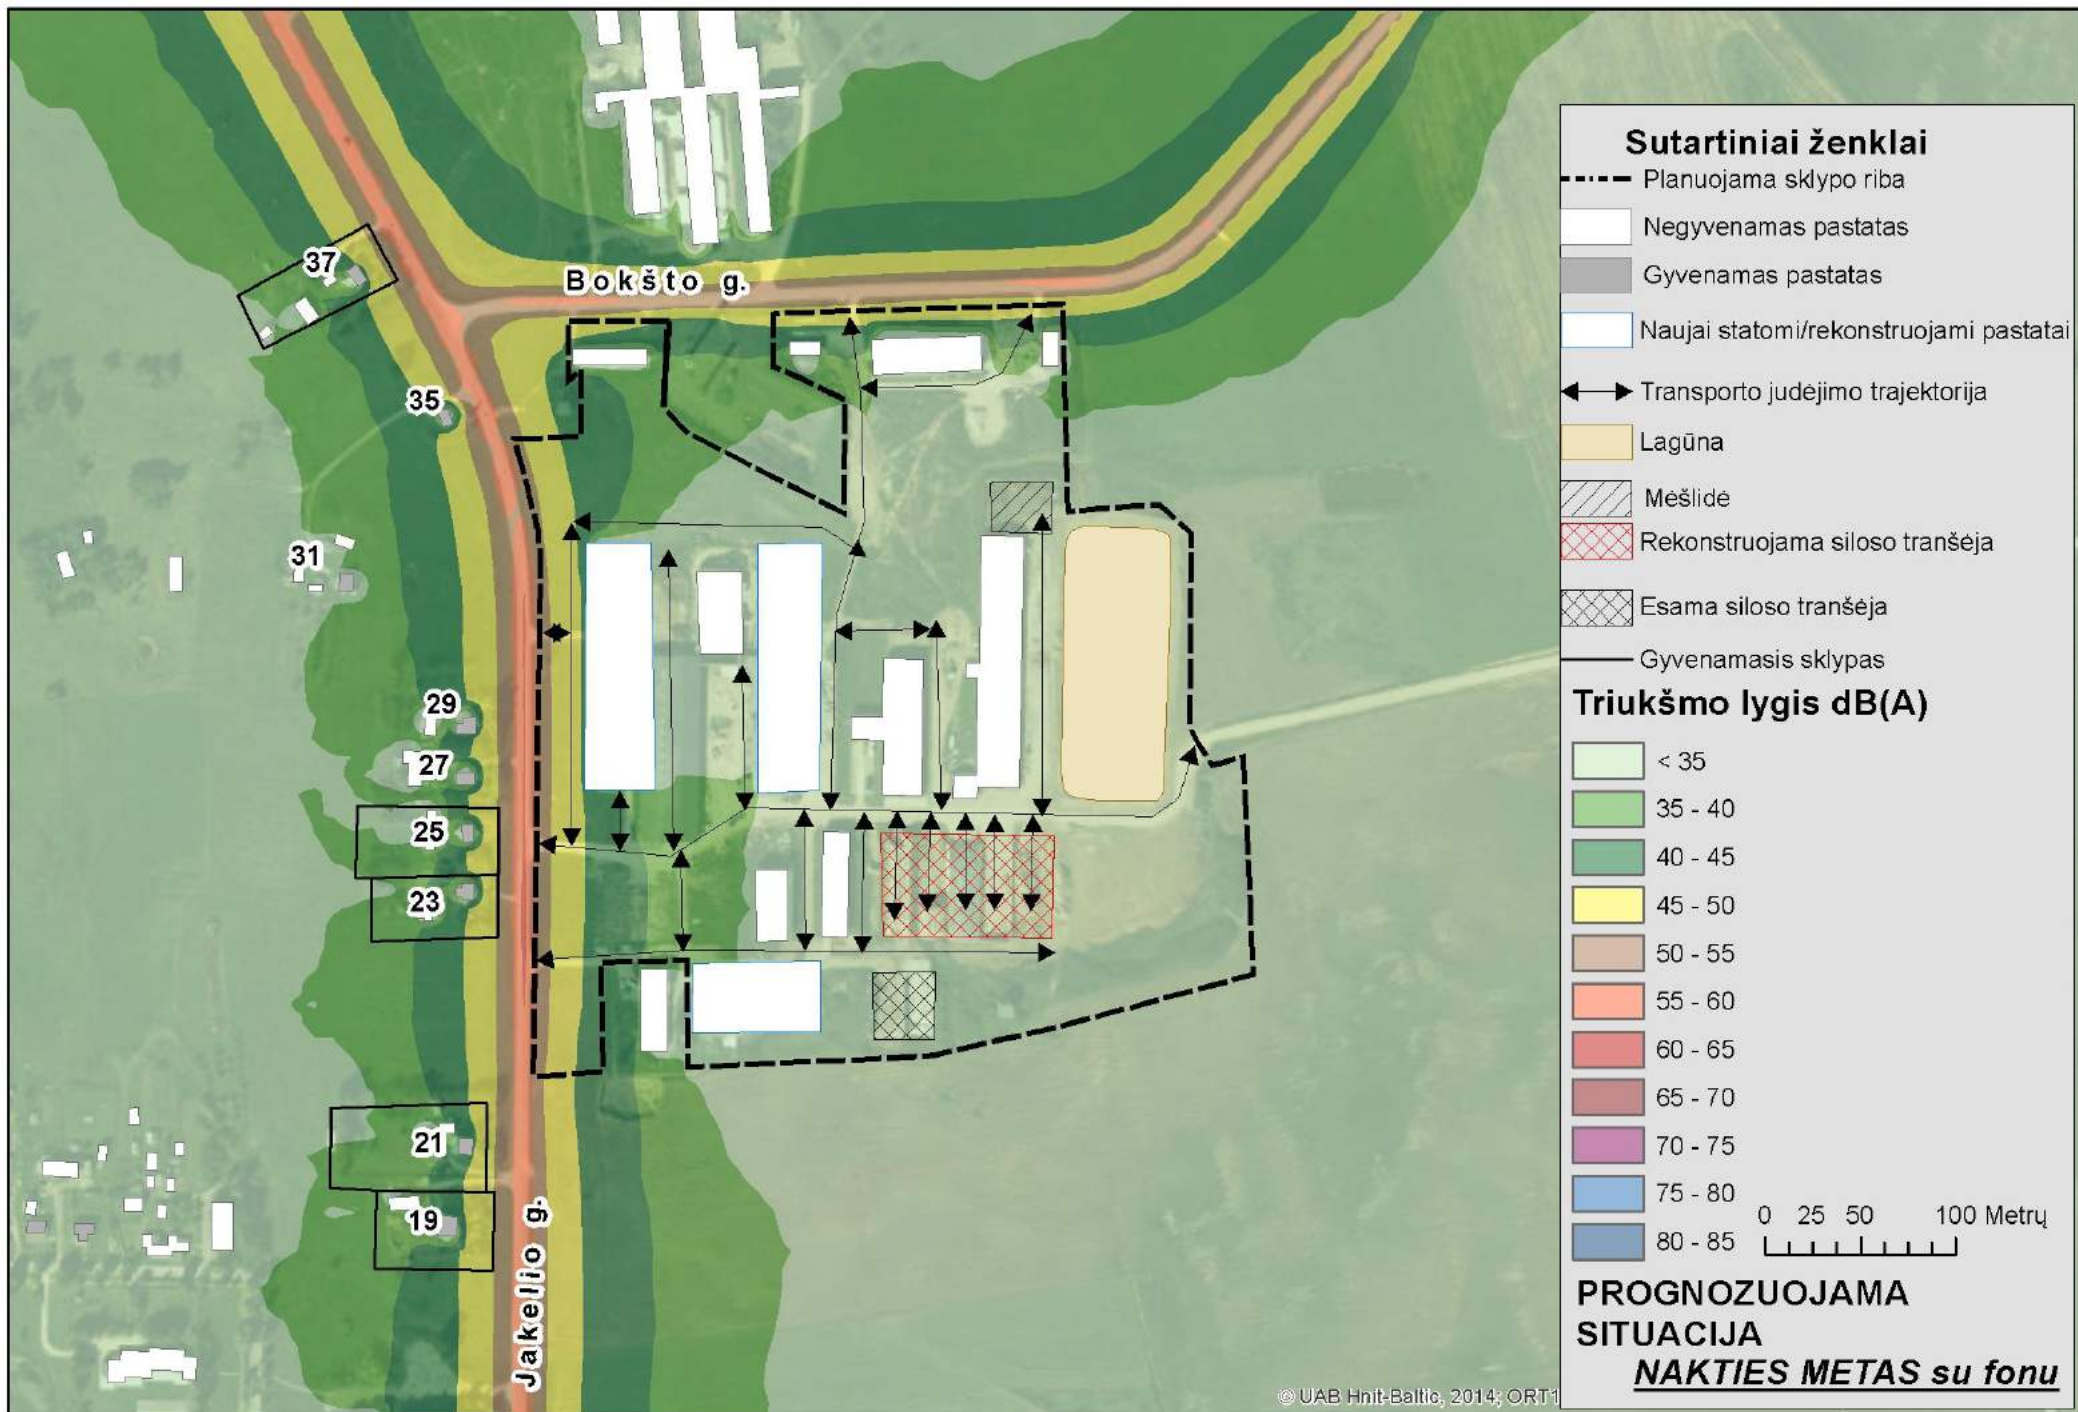 37
Bokšto g.
35
31
29
27
25
23
21
19
Jakelio g.
© UAB Hnit-Baltic, 2014; ORT1
Sutartiniai ženklai
Planuojama sklypo riba
Negyvenamas pastatas
Gyvenamas pastatas
Naujai statomi/rekonstruojami pastatai
Transporto judėjimo trajektorija
Lagūna
Mėšlidė
Rekonstruojama siloso tranšėja
Esama siloso tranšėja
Gyvenamasis sklypas
Triukšmo lygis dB(A)
< 35
35 - 40
40 - 45
45 - 50
50 - 55
55 - 60
60 - 65
65 - 70
70 - 75
75 - 80
80 - 85
0 25 50 100 Metrų
PROGNOZUOJAMA
SITUACIJA
NAKTIES METAS su fonu